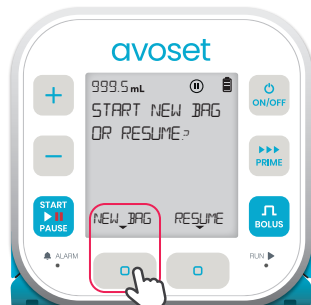 avoset
999.5 mL
START NEW BAG
OR RESUME?
NEW BAG RESUME
ON/OFF
PRIME
START
PAUSE
BOLUS
ALARM
RUN